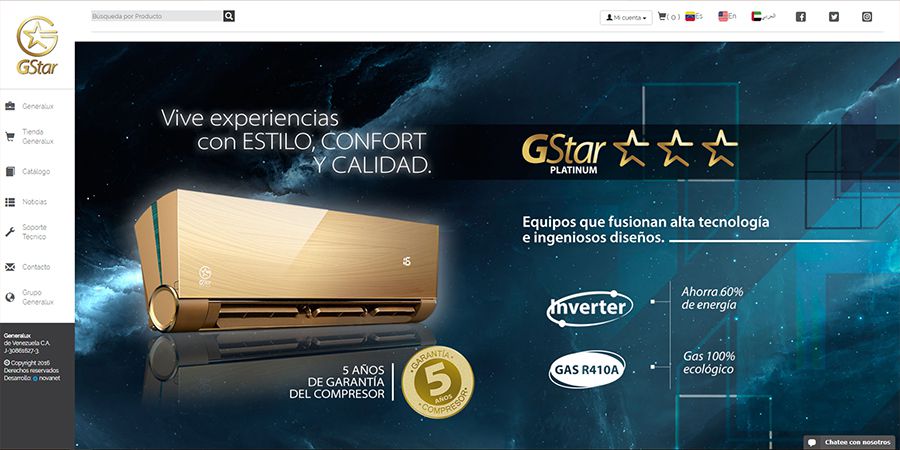 GStar
Búsqueda por Producto
Mi cuenta
( 0 )
Es
En
العربي
Generalux
Tienda
Generalux
Catálogo
Noticias
Soporte
Técnico
Contacto
Grupo
Generalux
Generalux
de Venezuela C.A.
J-30861827-3.
© Copyright 2016
Derechos reservados
Desarrollo: novanet
Vive experiencias
con ESTILO, CONFORT
Y CALIDAD.
GStar
PLATINUM
Equipos que fusionan alta tecnología
e ingeniosos diseños.
Inverter
Ahorra 60%
de energía
GAS R410A
Gas 100%
ecológico
GStar
5 AÑOS
DE GARANTÍA
DEL COMPRESOR
GARANTÍA
5
AÑOS
COMPRESOR
Chatee con nosotros